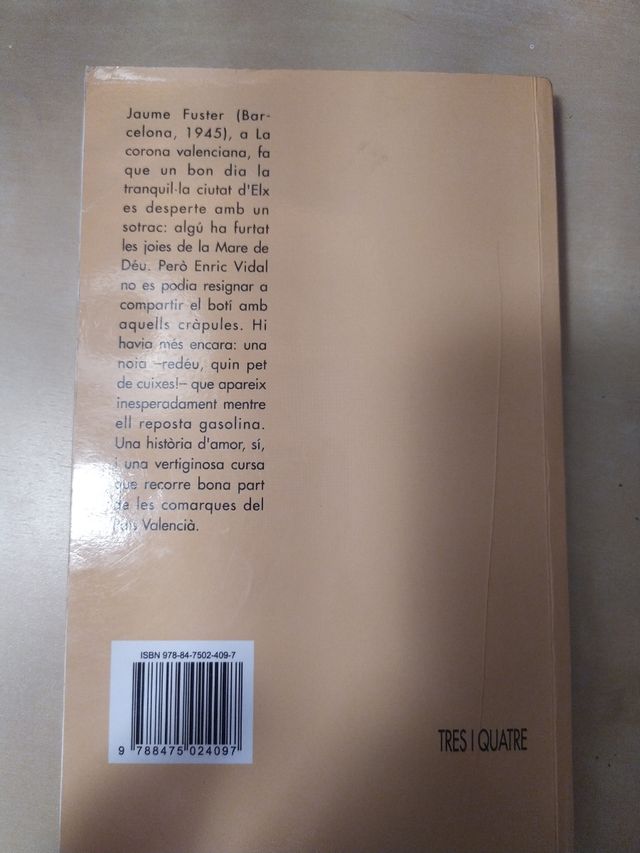 Jaume Fuster (Bar-
celona, 1945), a La
corona valenciana, fa
que un bon dia la
tranquil·la ciutat d'Elx
es desperte amb un
sotrac: algú ha furtat
les joies de la Mare de
Déu. Però Enric Vidal
no es podia resignar a
compartir el botí amb
aquells cràpules. Hi
havia més encara: una
noia –redéu, quin pet
de cuixes!– que apareix
inesperadament mentre
ell reposta gasolina.
Una història d'amor, sí,
i una vertiginosa cursa
que recorre bona part
de les comarques del
País Valencià.
ISBN 978-84-7502-409-7
9 788475 024097
TRES I QUATRE